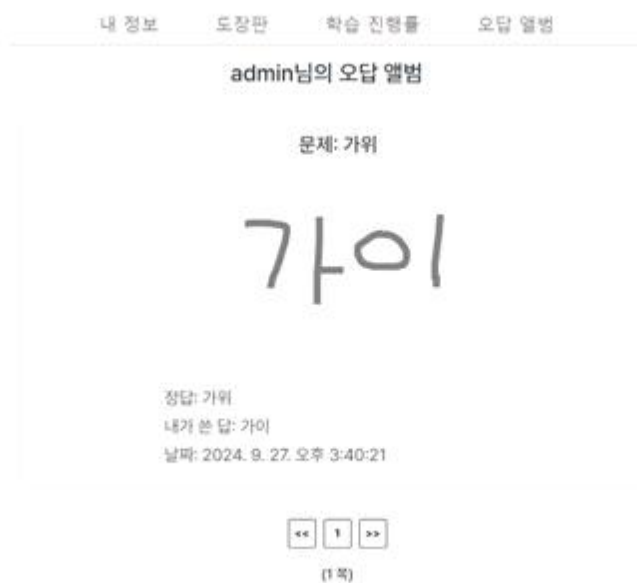 내 정보 도장판 학습 진행률 오답 앨범
admin님의 오답 앨범
문제: 가위
가이
정답: 가위
내가 쓴 답: 가이
날짜: 2024. 9. 27. 오후 3:40:21
<< 1 >>
(1 쪽)